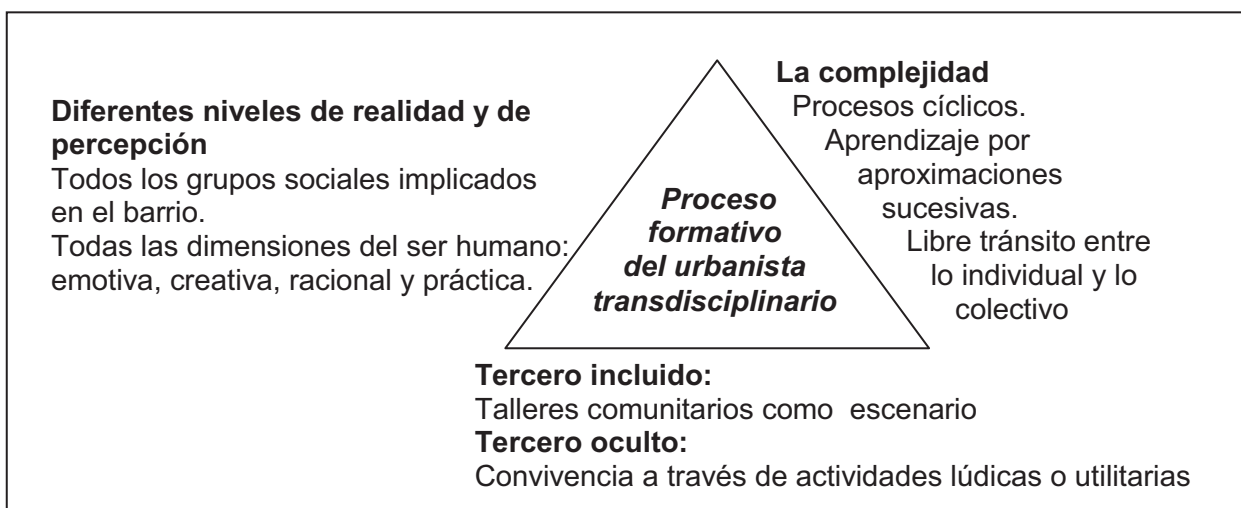 Diferentes niveles de realidad y de
percepción
Todos los grupos sociales implicados
en el barrio.
Todas las dimensiones del ser humano:
emotiva, creativa, racional y práctica.
Proceso
formativo
del urbanista
transdisciplinario
La complejidad
Procesos cíclicos.
Aprendizaje por
aproximaciones
sucesivas.
Libre tránsito entre
lo individual y lo
colectivo
Tercero incluido:
Talleres comunitarios como escenario
Tercero oculto:
Convivencia a través de actividades lúdicas o utilitarias